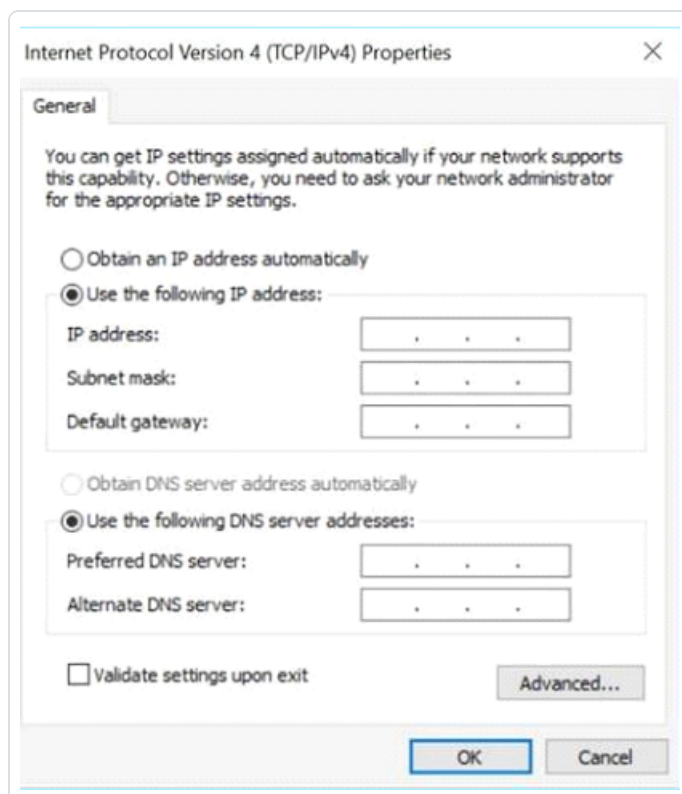 Internet Protocol Version 4 (TCP/IPv4) Properties
General
You can get IP settings assigned automatically if your network supports
this capability. Otherwise, you need to ask your network administrator
for the appropriate IP settings.
Obtain an IP address automatically
Use the following IP address:
IP address:
Subnet mask:
Default gateway:
Obtain DNS server address automatically
Use the following DNS server addresses:
Preferred DNS server:
Alternate DNS server:
Validate settings upon exit
Advanced...
OK
Cancel